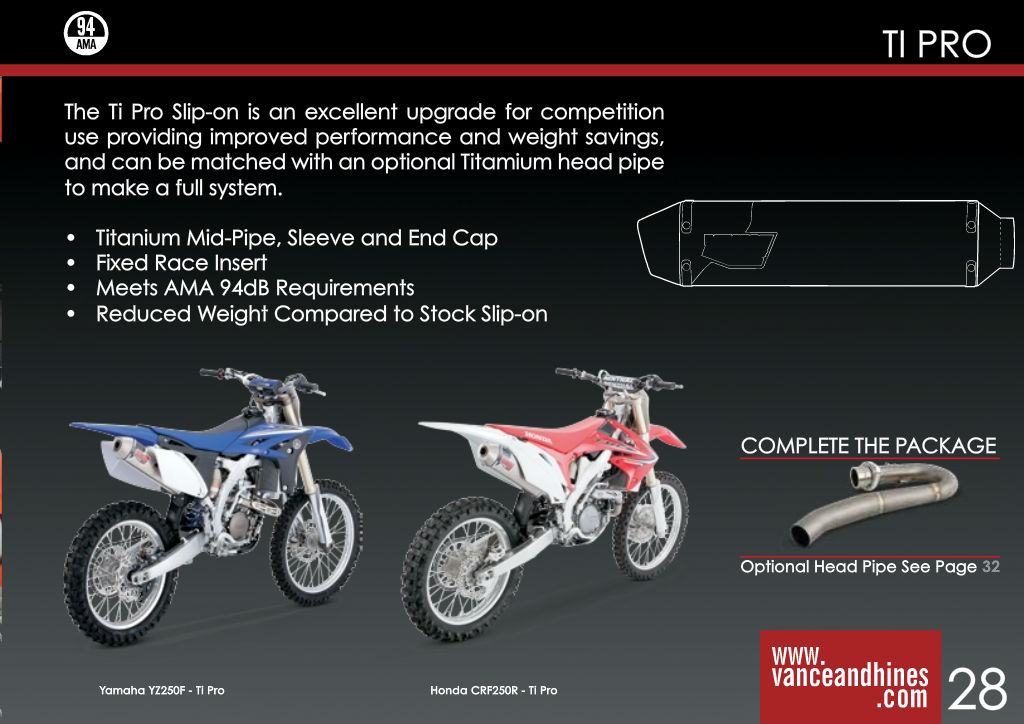 94
AMA
TI PRO
The Ti Pro Slip-on is an excellent upgrade for competition
use providing improved performance and weight savings,
and can be matched with an optional Titamium head pipe
to make a full system.
• Titanium Mid-Pipe, Sleeve and End Cap
• Fixed Race Insert
• Meets AMA 94dB Requirements
• Reduced Weight Compared to Stock Slip-on
HONDA
COMPLETE THE PACKAGE
Optional Head Pipe See Page 32
Yamaha YZ250F - Ti Pro
Honda CRF250R - Ti Pro
www.
vanceandhines
.com
28